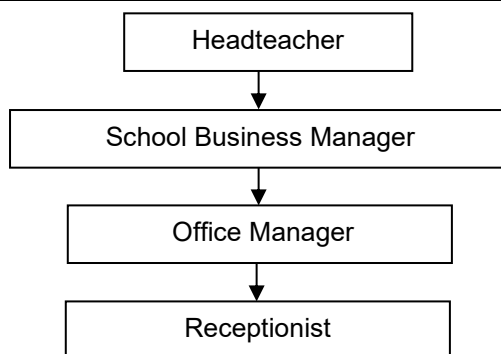 Headteacher
School Business Manager
Office Manager
Receptionist